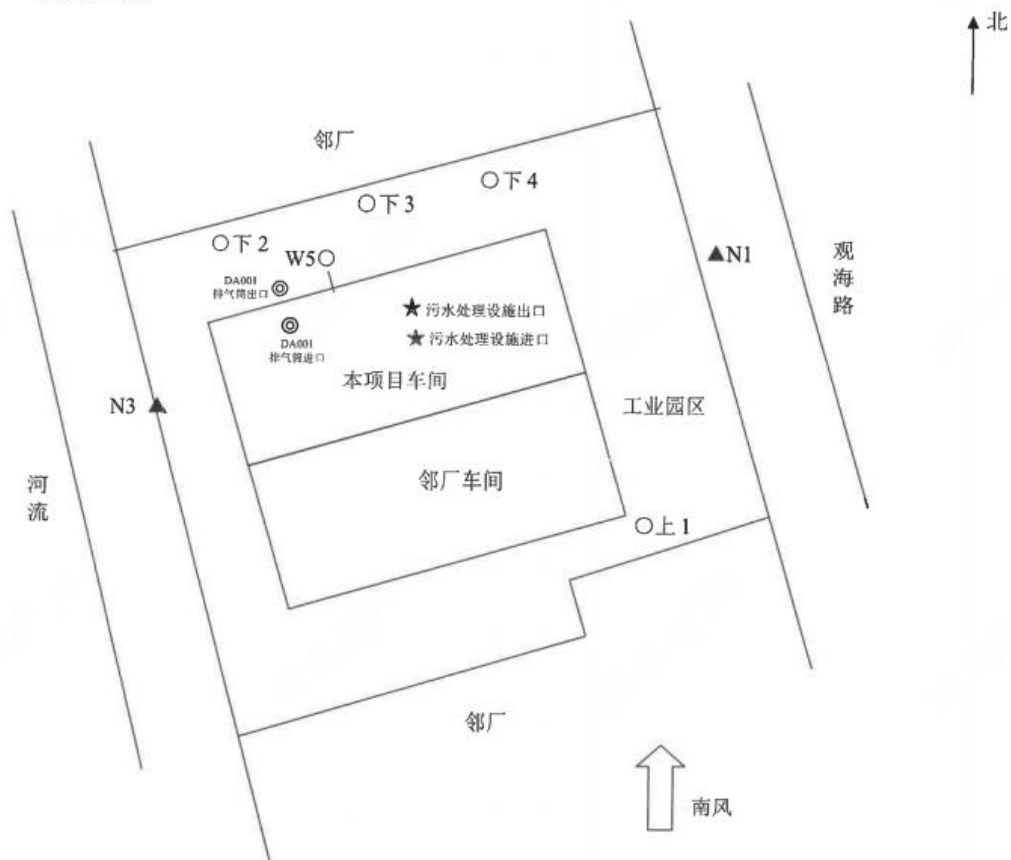 北
邻厂
下4
下3
下2
W5
N1
观海路
DA001
排气筒出口
污水处理设施出口
DA001
排气筒进口
污水处理设施进口
本项目车间
N3
工业园区
邻厂车间
河流
上1
邻厂
南风